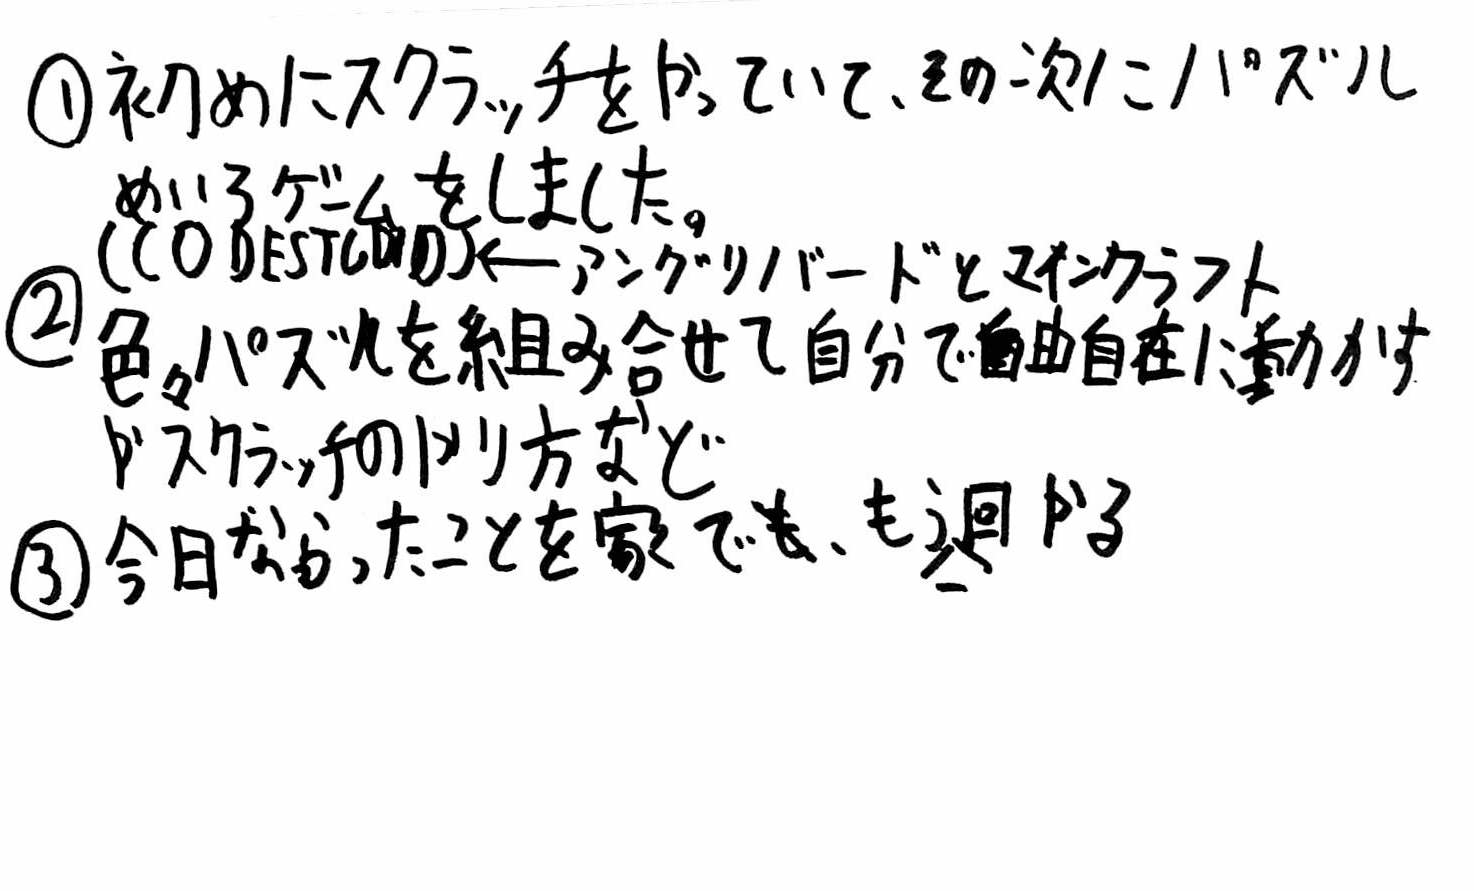 ①初めにスクラッチをやっていて、その次にパズル
めいろゲームをしました。
(CODESTUDIO)←アングリバードとマインクラフト
②色々パズルを組み合せて自分で自由自在に動かす
やスクラッチのやり方など
③今日なかったことを家でも、もう一回やる